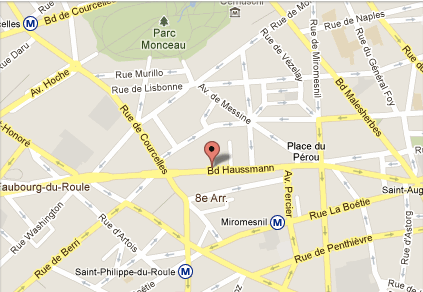 Cernuschi
celles M Bd de Courcelles
Parc
Monceau
Rue de Naples
Rue Daru
Rue Murillo
Rue de Lisbonne
Av. Hoche
Av. de Messine
Rue de Vézelay
Rue de Miromesnil
Bd Malesherbes
Rue du Général Foy
-Honoré
Rue de Courcelles
Place du
Pérou
Bd Haussmann
Faubourg-du-Roule
8e Arr.
Av. Percier
Saint-Aug
Rue Washington
Rue La Boétie
Miromesnil M
Rue de Berri
Rue d'Artois
Rue de Penthièvre
Rue d'Astorg
Saint-Philippe-du-Roule M